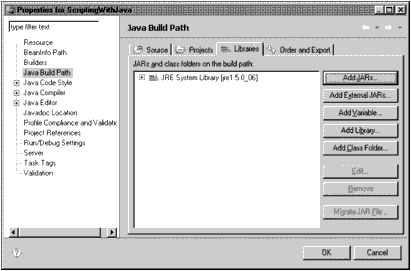 Properties for ScriptingWithJava
type filter text
Resource
BeanInfo Path
Builders
Java Build Path
Java Code Style
Java Compiler
Java Editor
Javadoc Location
Profile Compliance and Validatic
Project References
Run/Debug Settings
Server
Task Tags
Validation
Java Build Path
Source
Projects
Libraries
Order and Export
JARs and class folders on the build path:
JRE System Library [jre1.5.0_06]
Add JARs...
Add External JARs...
Add Variable...
Add Library...
Add Class Folder...
Edit...
Remove
Migrate JAR File...
?
OK
Cancel